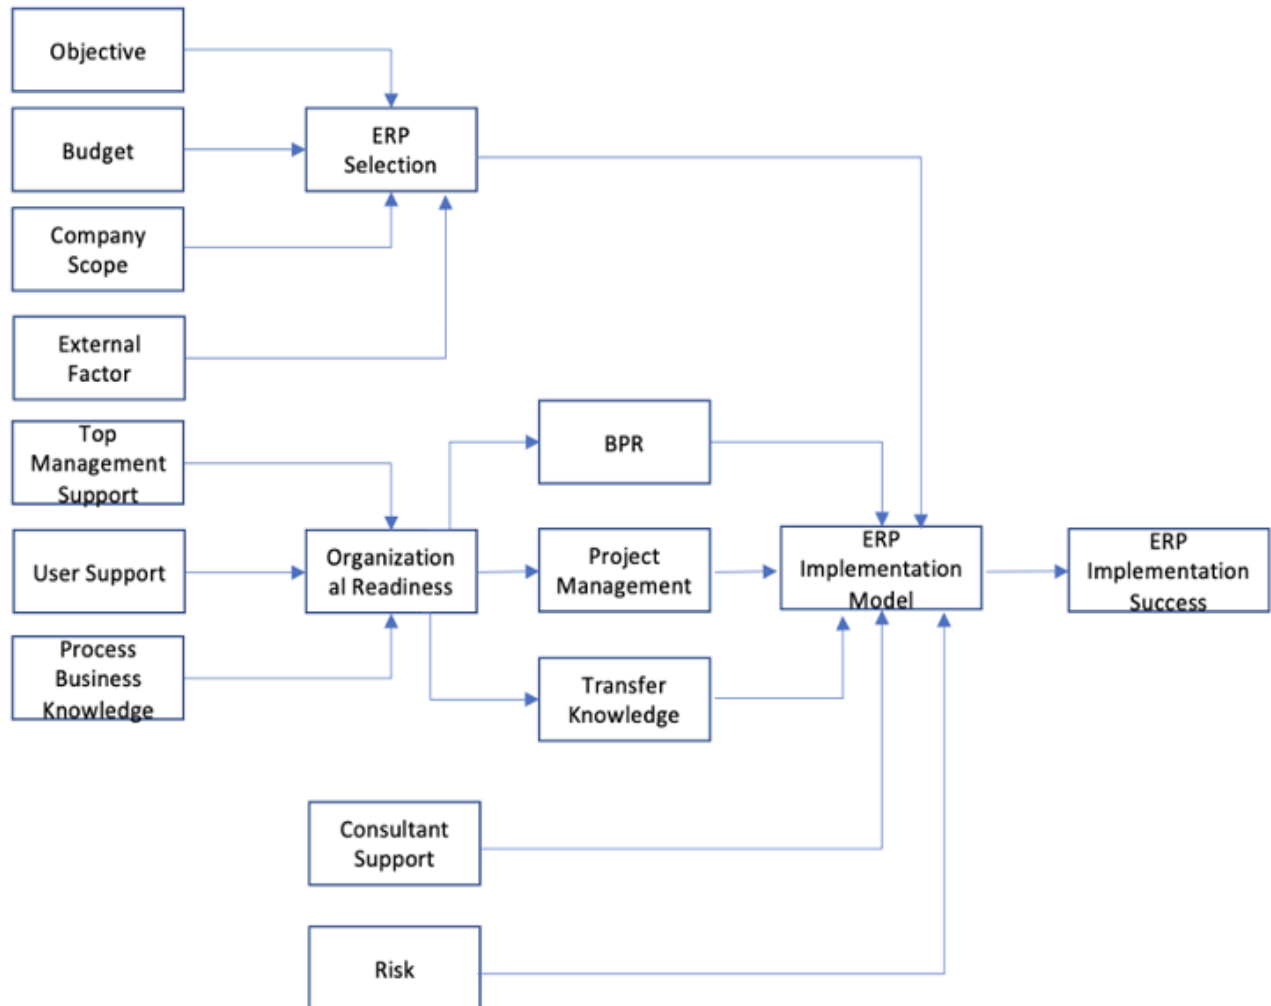 Objective
Budget
ERP
Selection
Company
Scope
External
Factor
Top
Management
Support
BPR
User Support
Organization
al Readiness
Project
Management
ERP
Implementation
Model
ERP
Implementation
Success
Process
Business
Knowledge
Transfer
Knowledge
Consultant
Support
Risk